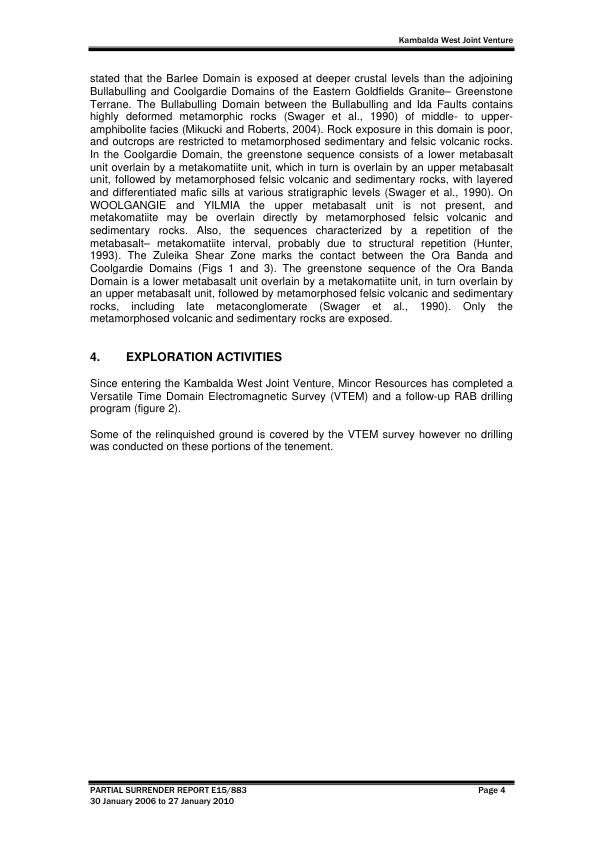 Kambalda West Joint Venture
stated that the Barlee Domain is exposed at deeper crustal levels than the adjoining
Bullabulling and Coolgardie Domains of the Eastern Goldfields Granite– Greenstone
Terrane. The Bullabulling Domain between the Bullabulling and Ida Faults contains
highly deformed metamorphic rocks (Swager et al., 1990) of middle- to upper-
amphibolite facies (Mikucki and Roberts, 2004). Rock exposure in this domain is poor,
and outcrops are restricted to metamorphosed sedimentary and felsic volcanic rocks.
In the Coolgardie Domain, the greenstone sequence consists of a lower metabasalt
unit overlain by a metakomatiite unit, which in turn is overlain by an upper metabasalt
unit, followed by metamorphosed felsic volcanic and sedimentary rocks, with layered
and differentiated mafic sills at various stratigraphic levels (Swager et al., 1990). On
WOOLGANGIE and YILMIA the upper metabasalt unit is not present, and
metakomatiite may be overlain directly by metamorphosed felsic volcanic and
sedimentary rocks. Also, the sequences characterized by a repetition of the
metabasalt– metakomatiite interval, probably due to structural repetition (Hunter,
1993). The Zuleika Shear Zone marks the contact between the Ora Banda and
Coolgardie Domains (Figs 1 and 3). The greenstone sequence of the Ora Banda
Domain is a lower metabasalt unit overlain by a metakomatiite unit, in turn overlain by
an upper metabasalt unit, followed by metamorphosed felsic volcanic and sedimentary
rocks, including late metaconglomerate (Swager et al., 1990). Only the
metamorphosed volcanic and sedimentary rocks are exposed.
4. EXPLORATION ACTIVITIES
Since entering the Kambalda West Joint Venture, Mincor Resources has completed a
Versatile Time Domain Electromagnetic Survey (VTEM) and a follow-up RAB drilling
program (figure 2).
Some of the relinquished ground is covered by the VTEM survey however no drilling
was conducted on these portions of the tenement.
PARTIAL SURRENDER REPORT E15/883 Page 4
30 January 2006 to 27 January 2010